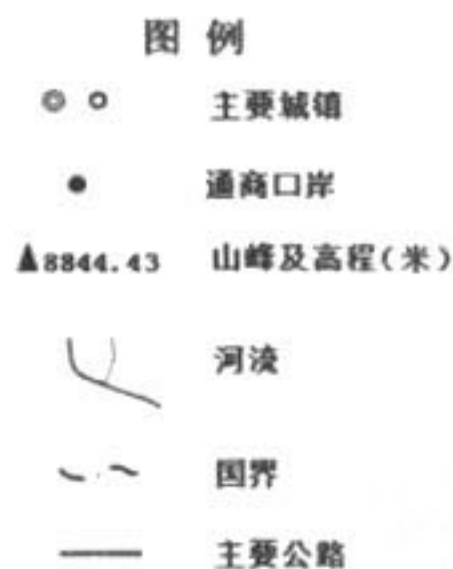 图 例
主要城镇
通商口岸
▲8844.43 山峰及高程(米)
河流
国界
主要公路